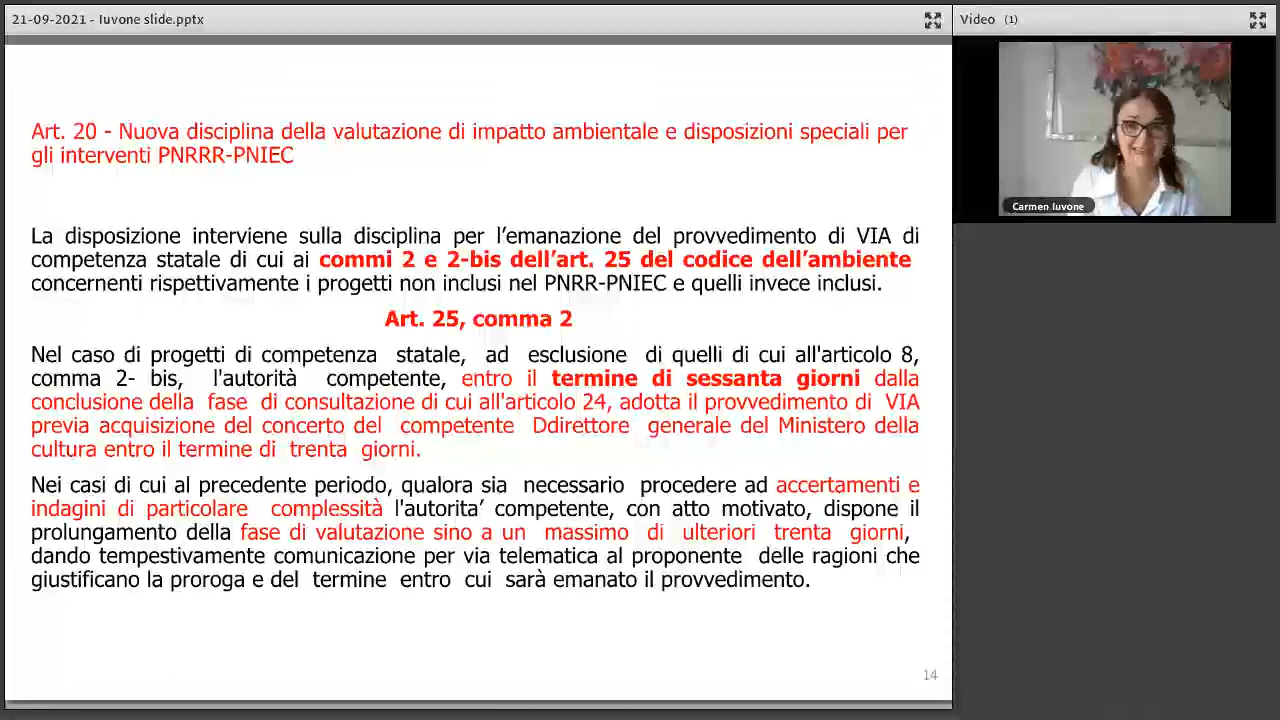 21-09-2021 - Iuvone slide.pptx
Video (1)
Carmen Iuvone
Art. 20 - Nuova disciplina della valutazione di impatto ambientale e disposizioni speciali per
gli interventi PNRRR-PNIEC
La disposizione interviene sulla disciplina per l’emanazione del provvedimento di VIA di
competenza statale di cui ai commi 2 e 2-bis dell’art. 25 del codice dell’ambiente
concernenti rispettivamente i progetti non inclusi nel PNRR-PNIEC e quelli invece inclusi.
Art. 25, comma 2
Nel caso di progetti di competenza statale, ad esclusione di quelli di cui all'articolo 8,
comma 2- bis, l'autorità competente, entro il termine di sessanta giorni dalla
conclusione della fase di consultazione di cui all'articolo 24, adotta il provvedimento di VIA
previa acquisizione del concerto del competente Ddirettore generale del Ministero della
cultura entro il termine di trenta giorni.
Nei casi di cui al precedente periodo, qualora sia necessario procedere ad accertamenti e
indagini di particolare complessità l'autorita’ competente, con atto motivato, dispone il
prolungamento della fase di valutazione sino a un massimo di ulteriori trenta giorni,
dando tempestivamente comunicazione per via telematica al proponente delle ragioni che
giustificano la proroga e del termine entro cui sarà emanato il provvedimento.
14